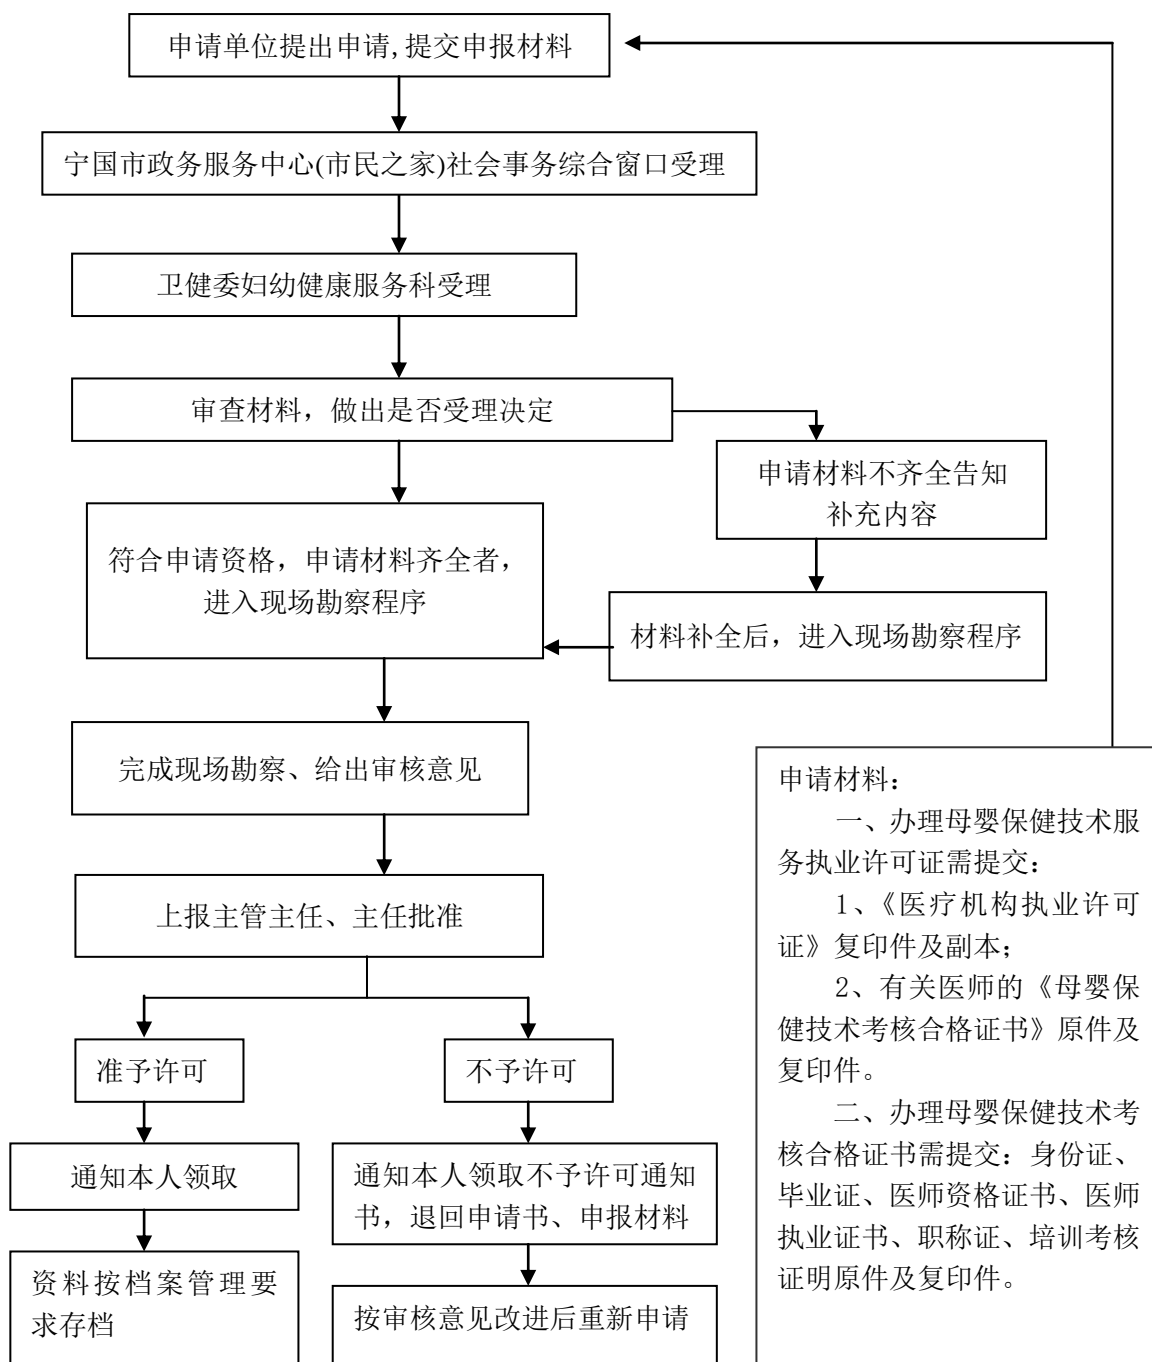 申请单位提出申请,提交申报材料
宁国市政务服务中心(市民之家)社会事务综合窗口受理
卫健委妇幼健康服务科受理
审查材料，做出是否受理决定
申请材料不齐全告知
补充内容
符合申请资格，申请材料齐全者，
进入现场勘察程序
材料补全后，进入现场勘察程序
完成现场勘察、给出审核意见
上报主管主任、主任批准
准予许可
不予许可
通知本人领取
通知本人领取不予许可通知
书，退回申请书、申报材料
资料按档案管理要
求存档
按审核意见改进后重新申请
申请材料：
一、办理母婴保健技术服
务执业许可证需提交：
1、《医疗机构执业许可
证》复印件及副本；
2、有关医师的《母婴保
健技术考核合格证书》原件及
复印件。
二、办理母婴保健技术考
核合格证书需提交：身份证、
毕业证、医师资格证书、医师
执业证书、职称证、培训考核
证明原件及复印件。